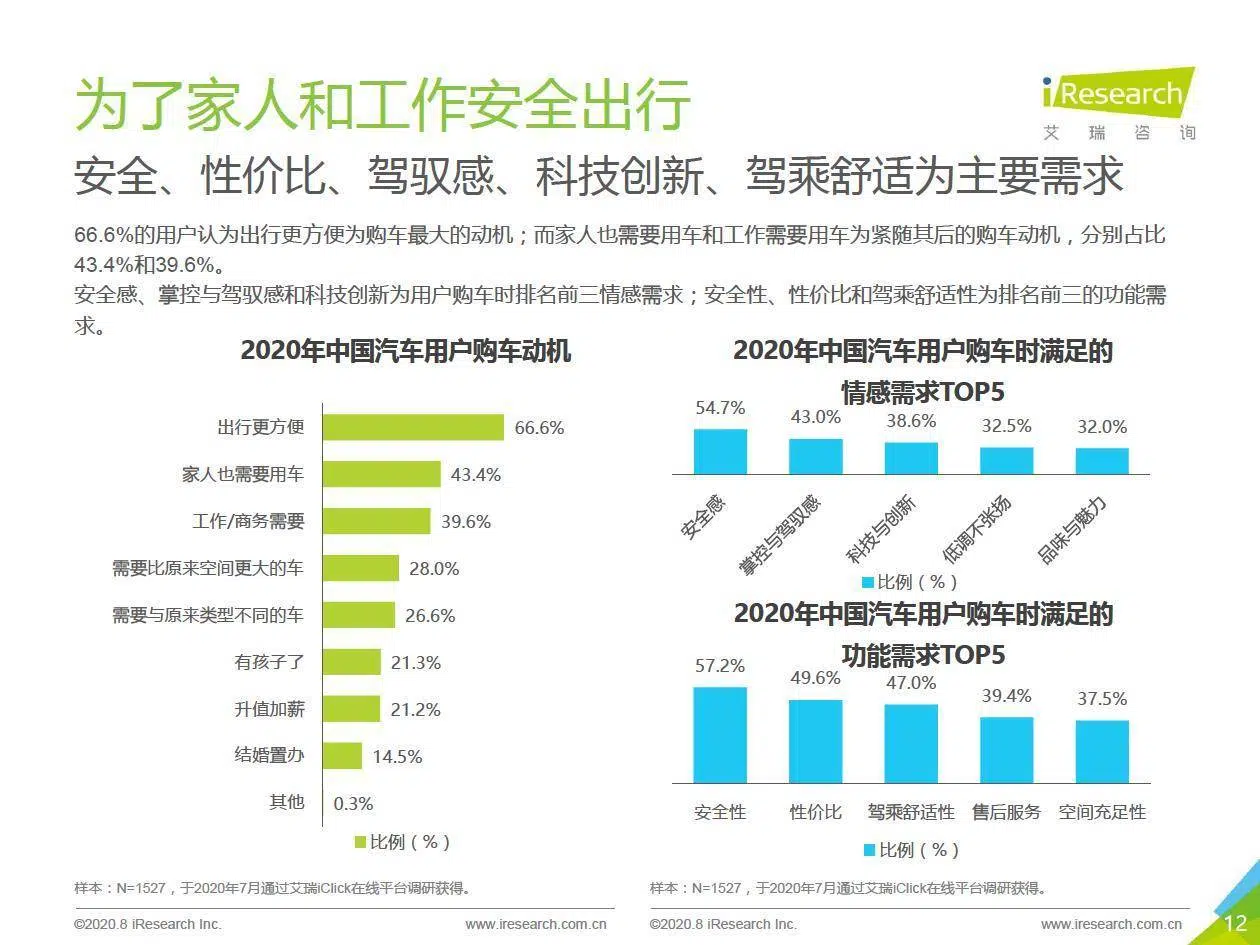 为了家人和工作安全出行
iResearch
艾瑞咨询
安全、性价比、驾驭感、科技创新、驾乘舒适为主要需求
66.6%的用户认为出行更方便为购车最大的动机；而家人也需要用车和工作需要用车为紧随其后的购车动机，分别占比
43.4%和39.6%。
安全感、掌控与驾驭感和科技创新为用户购车时排名前三情感需求；安全性、性价比和驾乘舒适性为排名前三的功能需
求。
2020年中国汽车用户购车动机
出行更方便 66.6%
家人也需要用车 43.4%
工作/商务需要 39.6%
需要比原来空间更大的车 28.0%
需要与原来类型不同的车 26.6%
有孩子了 21.3%
升值加薪 21.2%
结婚置办 14.5%
其他 0.3%
比例（%）
2020年中国汽车用户购车时满足的
情感需求TOP5
54.7% 43.0% 38.6% 32.5% 32.0%
安全感 掌控与驾驭感 科技与创新 低调不张扬 品味与魅力
比例（%）
2020年中国汽车用户购车时满足的
功能需求TOP5
57.2% 49.6% 47.0% 39.4% 37.5%
安全性 性价比 驾乘舒适性 售后服务 空间充足性
比例（%）
样本：N=1527，于2020年7月通过艾瑞iClick在线平台调研获得。
样本：N=1527，于2020年7月通过艾瑞iClick在线平台调研获得。
©2020.8 iResearch Inc. www.iresearch.com.cn
©2020.8 iResearch Inc. www.iresearch.com.cn
12